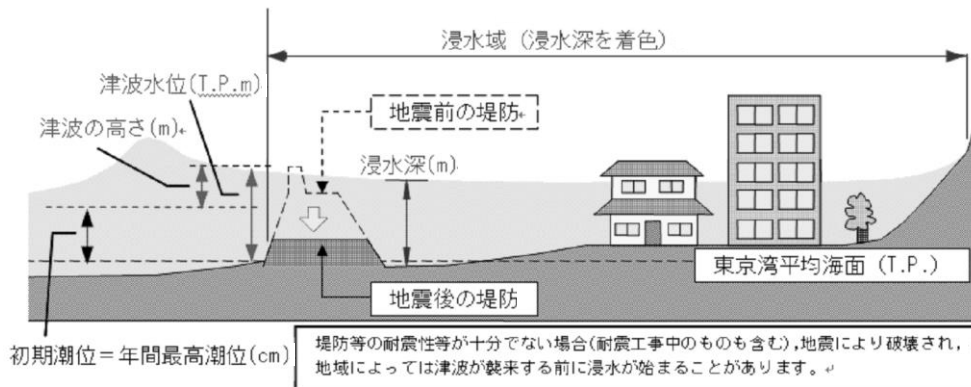 浸水域（浸水深を着色）
津波水位(T.P.m)
津波の高さ(m)
地震前の堤防
浸水深(m)
東京湾平均海面（T.P.）
地震後の堤防
初期潮位＝年間最高潮位(cm)
堤防等の耐震性等が十分でない場合(耐震工事中のものも含む),地震により破壊され,
地域によっては津波が襲来する前に浸水が始まることがあります。